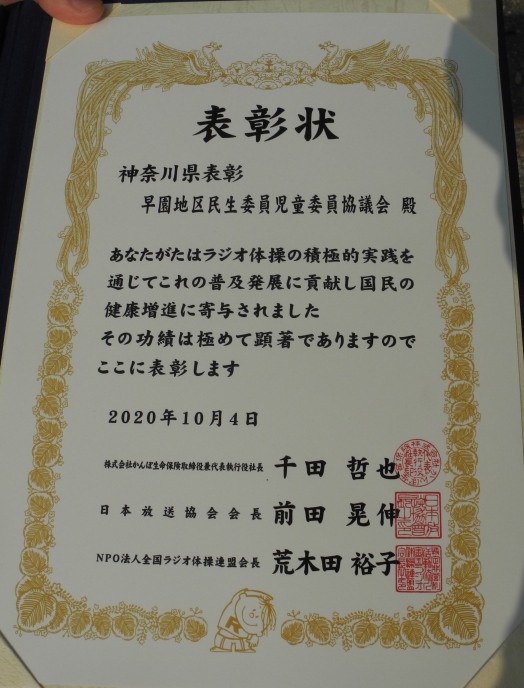 表彰状
神奈川県表彰
早園地区民生委員児童委員協議会 殿
あなたがたはラジオ体操の積極的実践を
通じてこれの普及発展に貢献し国民の
健康増進に寄与されました
その功績は極めて顕著でありますので
ここに表彰します
2020年10月4日
株式会社かんぽ生命保険取締役兼代表執行役社長 千田 哲也
日本放送協会会長 前田 晃伸
NPO法人全国ラジオ体操連盟会長 荒木田 裕子